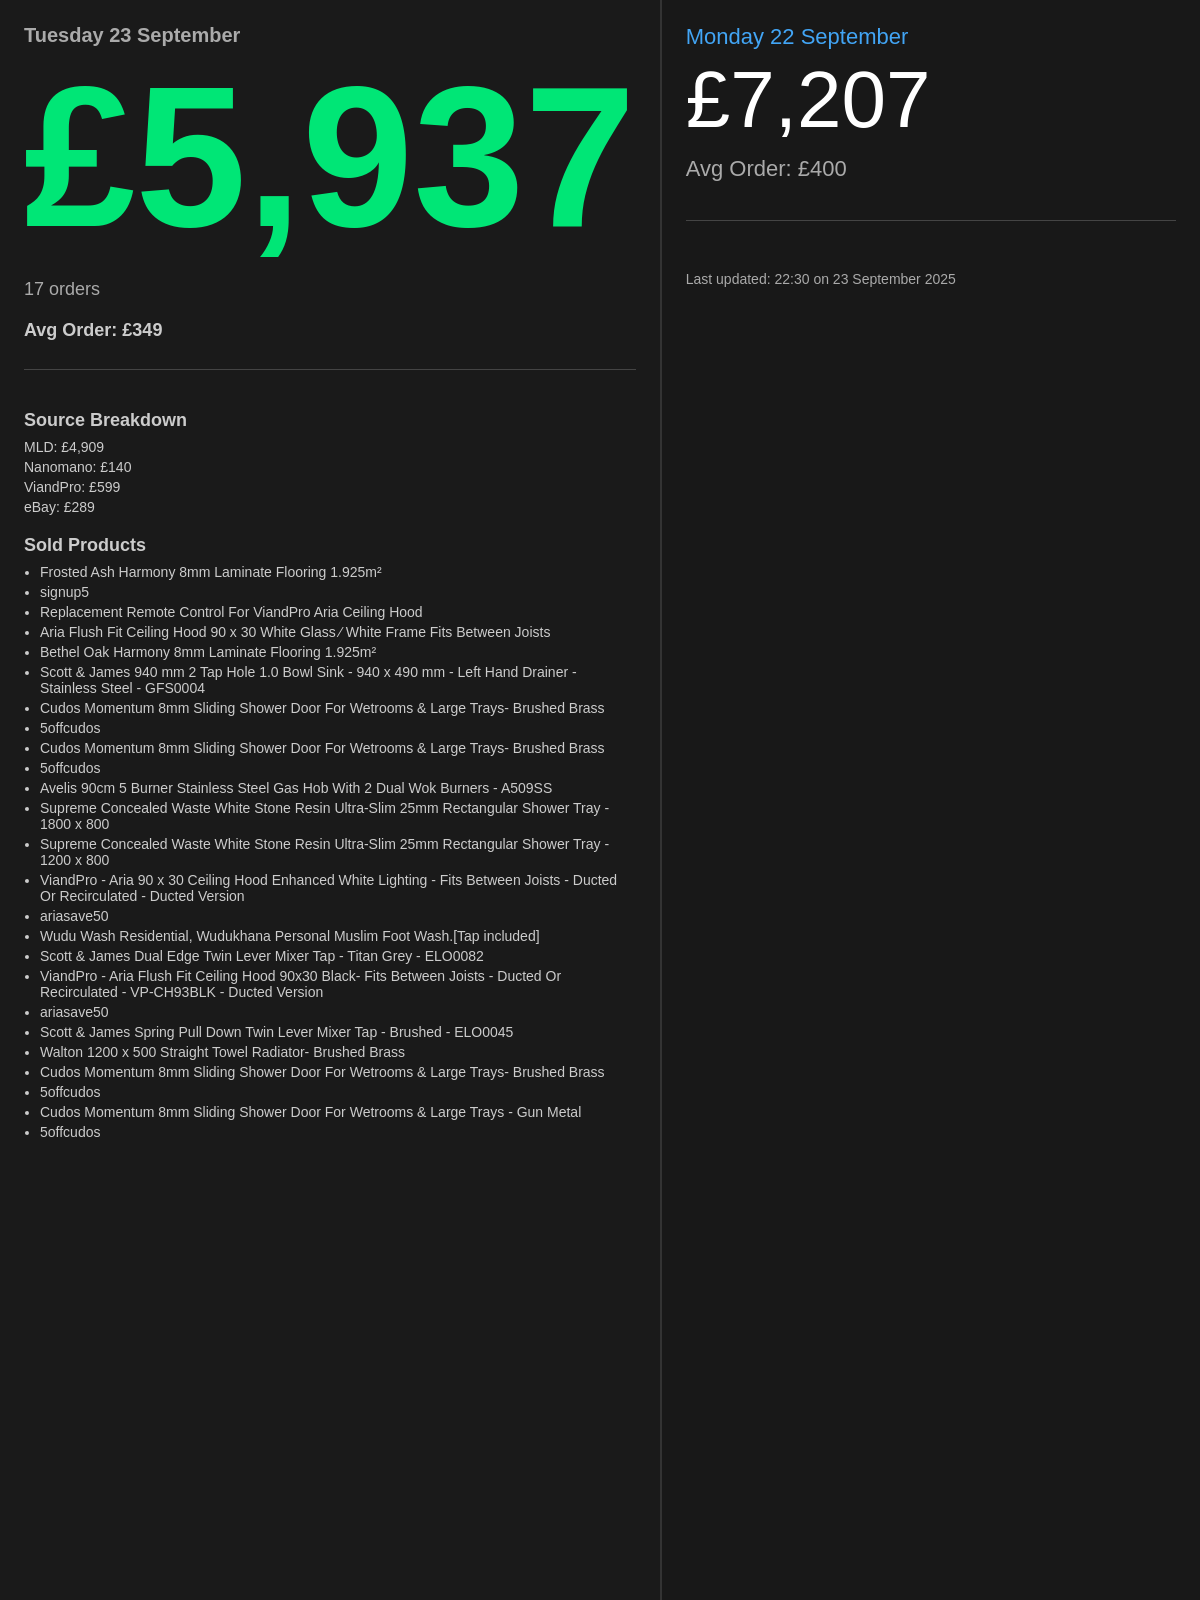 Tuesday 23 September
£5,937
17 orders
Avg Order: £349
Source Breakdown
MLD: £4,909
Nanomano: £140
ViandPro: £599
eBay: £289
Sold Products
• Frosted Ash Harmony 8mm Laminate Flooring 1.925m²
• signup5
• Replacement Remote Control For ViandPro Aria Ceiling Hood
• Aria Flush Fit Ceiling Hood 90 x 30 White Glass ⁄ White Frame Fits Between Joists
• Bethel Oak Harmony 8mm Laminate Flooring 1.925m²
• Scott & James 940 mm 2 Tap Hole 1.0 Bowl Sink - 940 x 490 mm - Left Hand Drainer -
Stainless Steel - GFS0004
• Cudos Momentum 8mm Sliding Shower Door For Wetrooms & Large Trays- Brushed Brass
• 5offcudos
• Cudos Momentum 8mm Sliding Shower Door For Wetrooms & Large Trays- Brushed Brass
• 5offcudos
• Avelis 90cm 5 Burner Stainless Steel Gas Hob With 2 Dual Wok Burners - A509SS
• Supreme Concealed Waste White Stone Resin Ultra-Slim 25mm Rectangular Shower Tray -
1800 x 800
• Supreme Concealed Waste White Stone Resin Ultra-Slim 25mm Rectangular Shower Tray -
1200 x 800
• ViandPro - Aria 90 x 30 Ceiling Hood Enhanced White Lighting - Fits Between Joists - Ducted
Or Recirculated - Ducted Version
• ariasave50
• Wudu Wash Residential, Wudukhana Personal Muslim Foot Wash.[Tap included]
• Scott & James Dual Edge Twin Lever Mixer Tap - Titan Grey - ELO0082
• ViandPro - Aria Flush Fit Ceiling Hood 90x30 Black- Fits Between Joists - Ducted Or
Recirculated - VP-CH93BLK - Ducted Version
• ariasave50
• Scott & James Spring Pull Down Twin Lever Mixer Tap - Brushed - ELO0045
• Walton 1200 x 500 Straight Towel Radiator- Brushed Brass
• Cudos Momentum 8mm Sliding Shower Door For Wetrooms & Large Trays- Brushed Brass
• 5offcudos
• Cudos Momentum 8mm Sliding Shower Door For Wetrooms & Large Trays - Gun Metal
• 5offcudos
Monday 22 September
£7,207
Avg Order: £400
Last updated: 22:30 on 23 September 2025